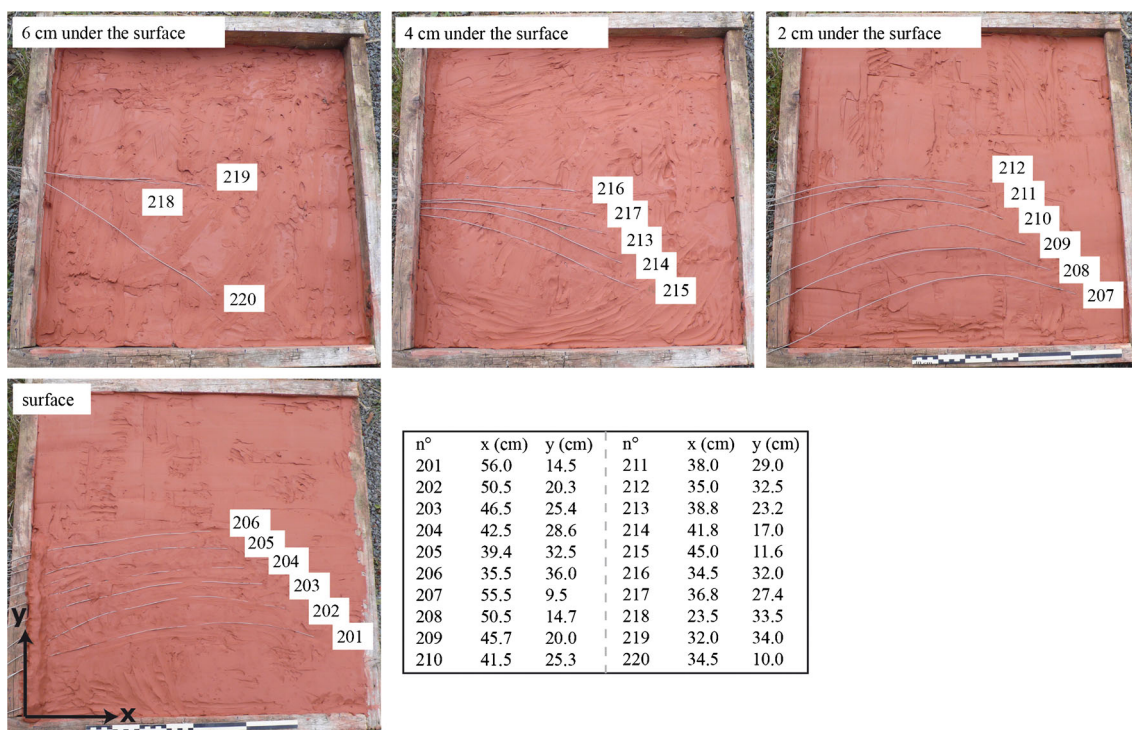 6 cm under the surface
219
218
220
4 cm under the surface
216
217
213
214
215
2 cm under the surface
212
211
210
209
208
207
surface
206
205
204
203
202
201
y
x
n° x (cm) y (cm) n° x (cm) y (cm)
201 56.0 14.5 211 38.0 29.0
202 50.5 20.3 212 35.0 32.5
203 46.5 25.4 213 38.8 23.2
204 42.5 28.6 214 41.8 17.0
205 39.4 32.5 215 45.0 11.6
206 35.5 36.0 216 34.5 32.0
207 55.5 9.5 217 36.8 27.4
208 50.5 14.7 218 23.5 33.5
209 45.7 20.0 219 32.0 34.0
210 41.5 25.3 220 34.5 10.0